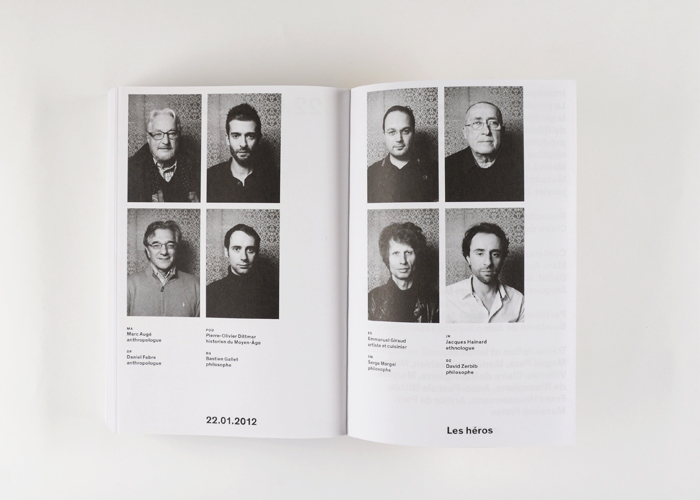 MA
Marc Augé
anthropologue
DF
Daniel Fabre
anthropologue
POD
Pierre-Olivier Dittmar
historien du Moyen-Âge
BG
Bastien Gallet
philosophe
22.01.2012
EG
Emmanuel Giraud
artiste et cuisinier
SM
Serge Margel
philosophe
JH
Jacques Hainard
ethnologue
DZ
David Zerbib
philosophe
Les héros